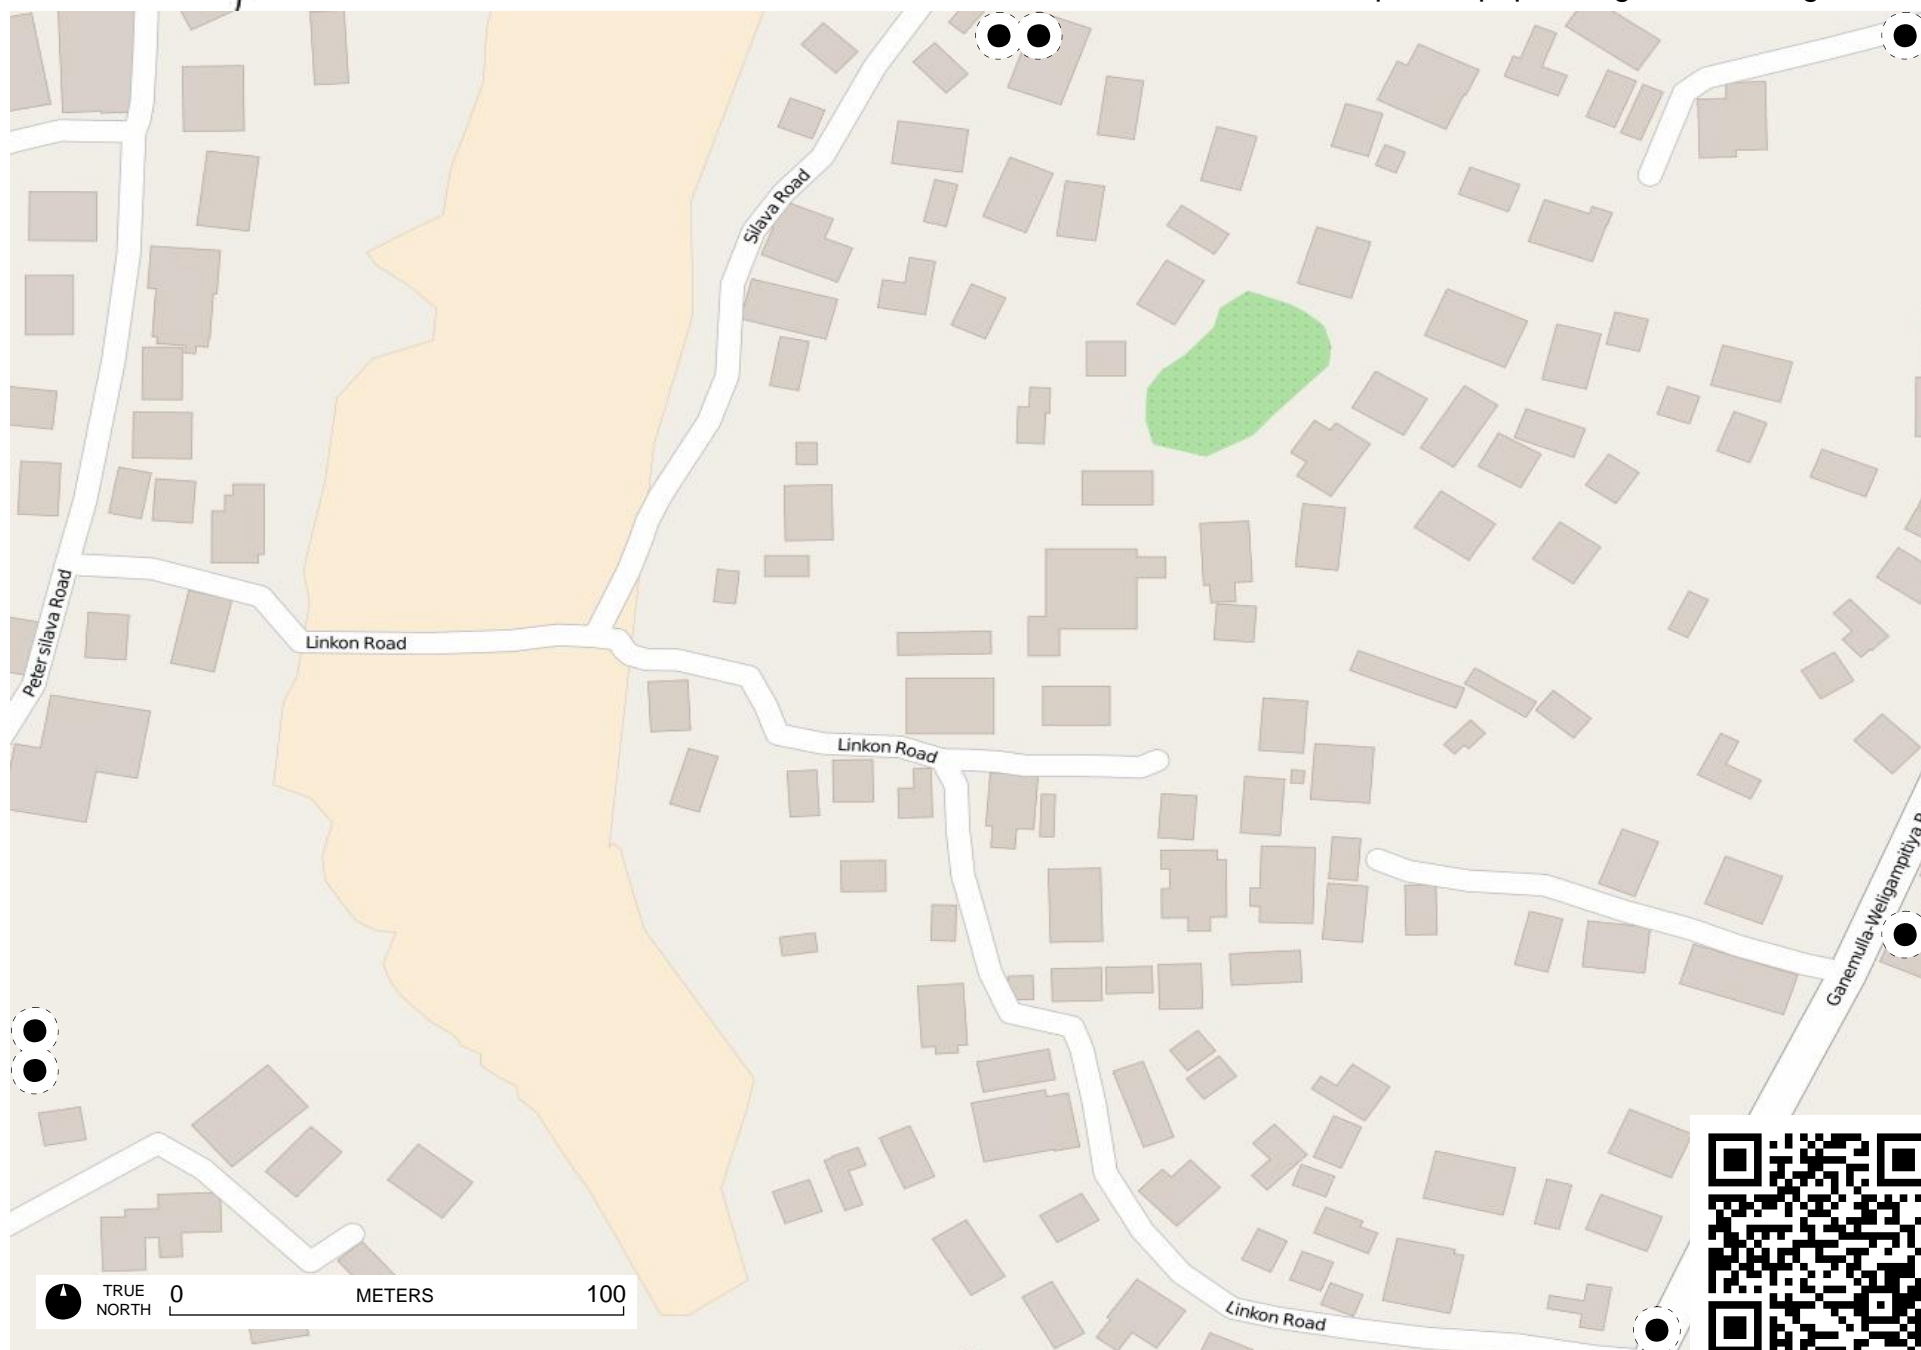 Silava Road
Peter silava Road
Linkon Road
Linkon Road
Ganemulla-Weligampitiya
Linkon Road
TRUE NORTH
0 METERS 100